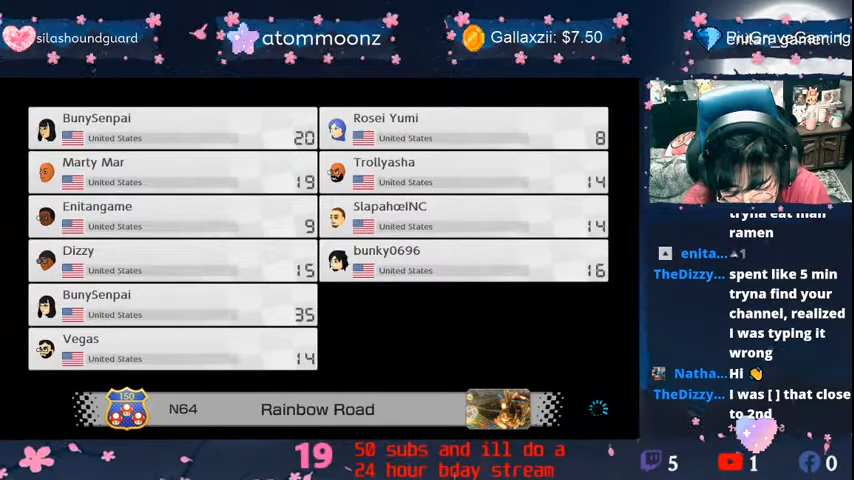 silashoundguard
atommoonz
Gallaxzii: $7.50
BunySenpai
United States
20
Marty Mar
United States
19
Enitangame
United States
9
Dizzy
United States
15
BunySenpai
United States
35
Vegas
United States
14
Rosei Yumi
United States
8
Trollyasha
United States
14
SlapahœINC
United States
14
bunky0696
United States
16
150
N64
Rainbow Road
tryna eat man
ramen
enita...
1
TheDizzy...
spent like 5 min
tryna find your
channel, realized
I was typing it
wrong
Natha...
Hi 👋
TheDizzy...
I was [ ] that close
to 2nd
19
50 subs and ill do a
24 hour bday stream
5
1
0